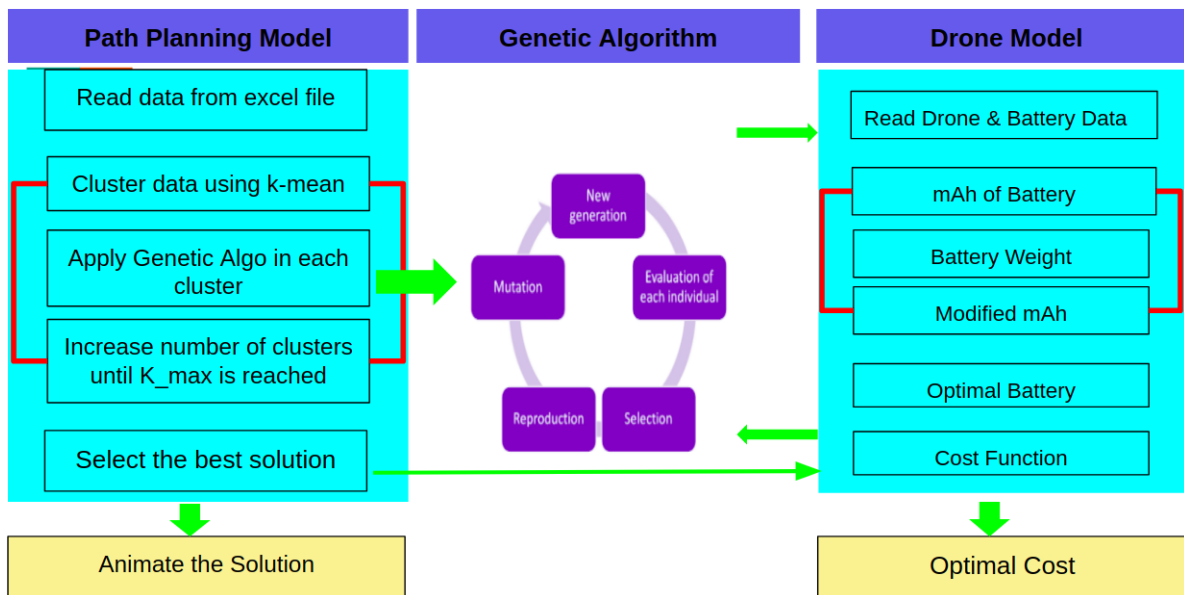 Path Planning Model
Genetic Algorithm
Drone Model
Read data from excel file
Cluster data using k-mean
Apply Genetic Algo in each
cluster
Increase number of clusters
until K_max is reached
Select the best solution
Animate the Solution
New
generation
Evaluation of
each individual
Selection
Reproduction
Mutation
Read Drone & Battery Data
mAh of Battery
Battery Weight
Modified mAh
Optimal Battery
Cost Function
Optimal Cost